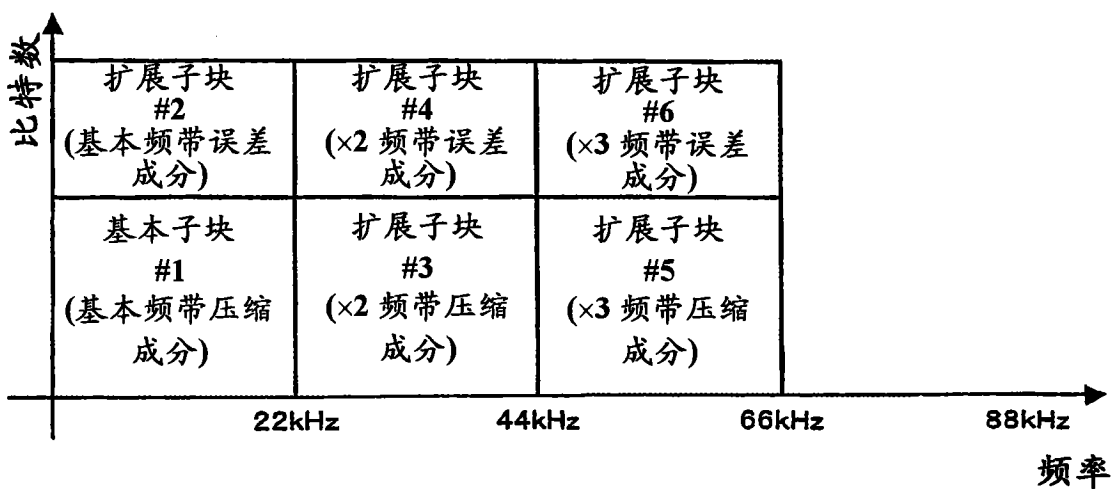 比特数
扩展子块
#2
(基本频带误差
成分)
扩展子块
#4
(×2 频带误差
成分)
扩展子块
#6
(×3 频带误差
成分)
基本子块
#1
(基本频带压缩
成分)
扩展子块
#3
(×2 频带压缩
成分)
扩展子块
#5
(×3 频带压缩
成分)
22kHz
44kHz
66kHz
88kHz
频率